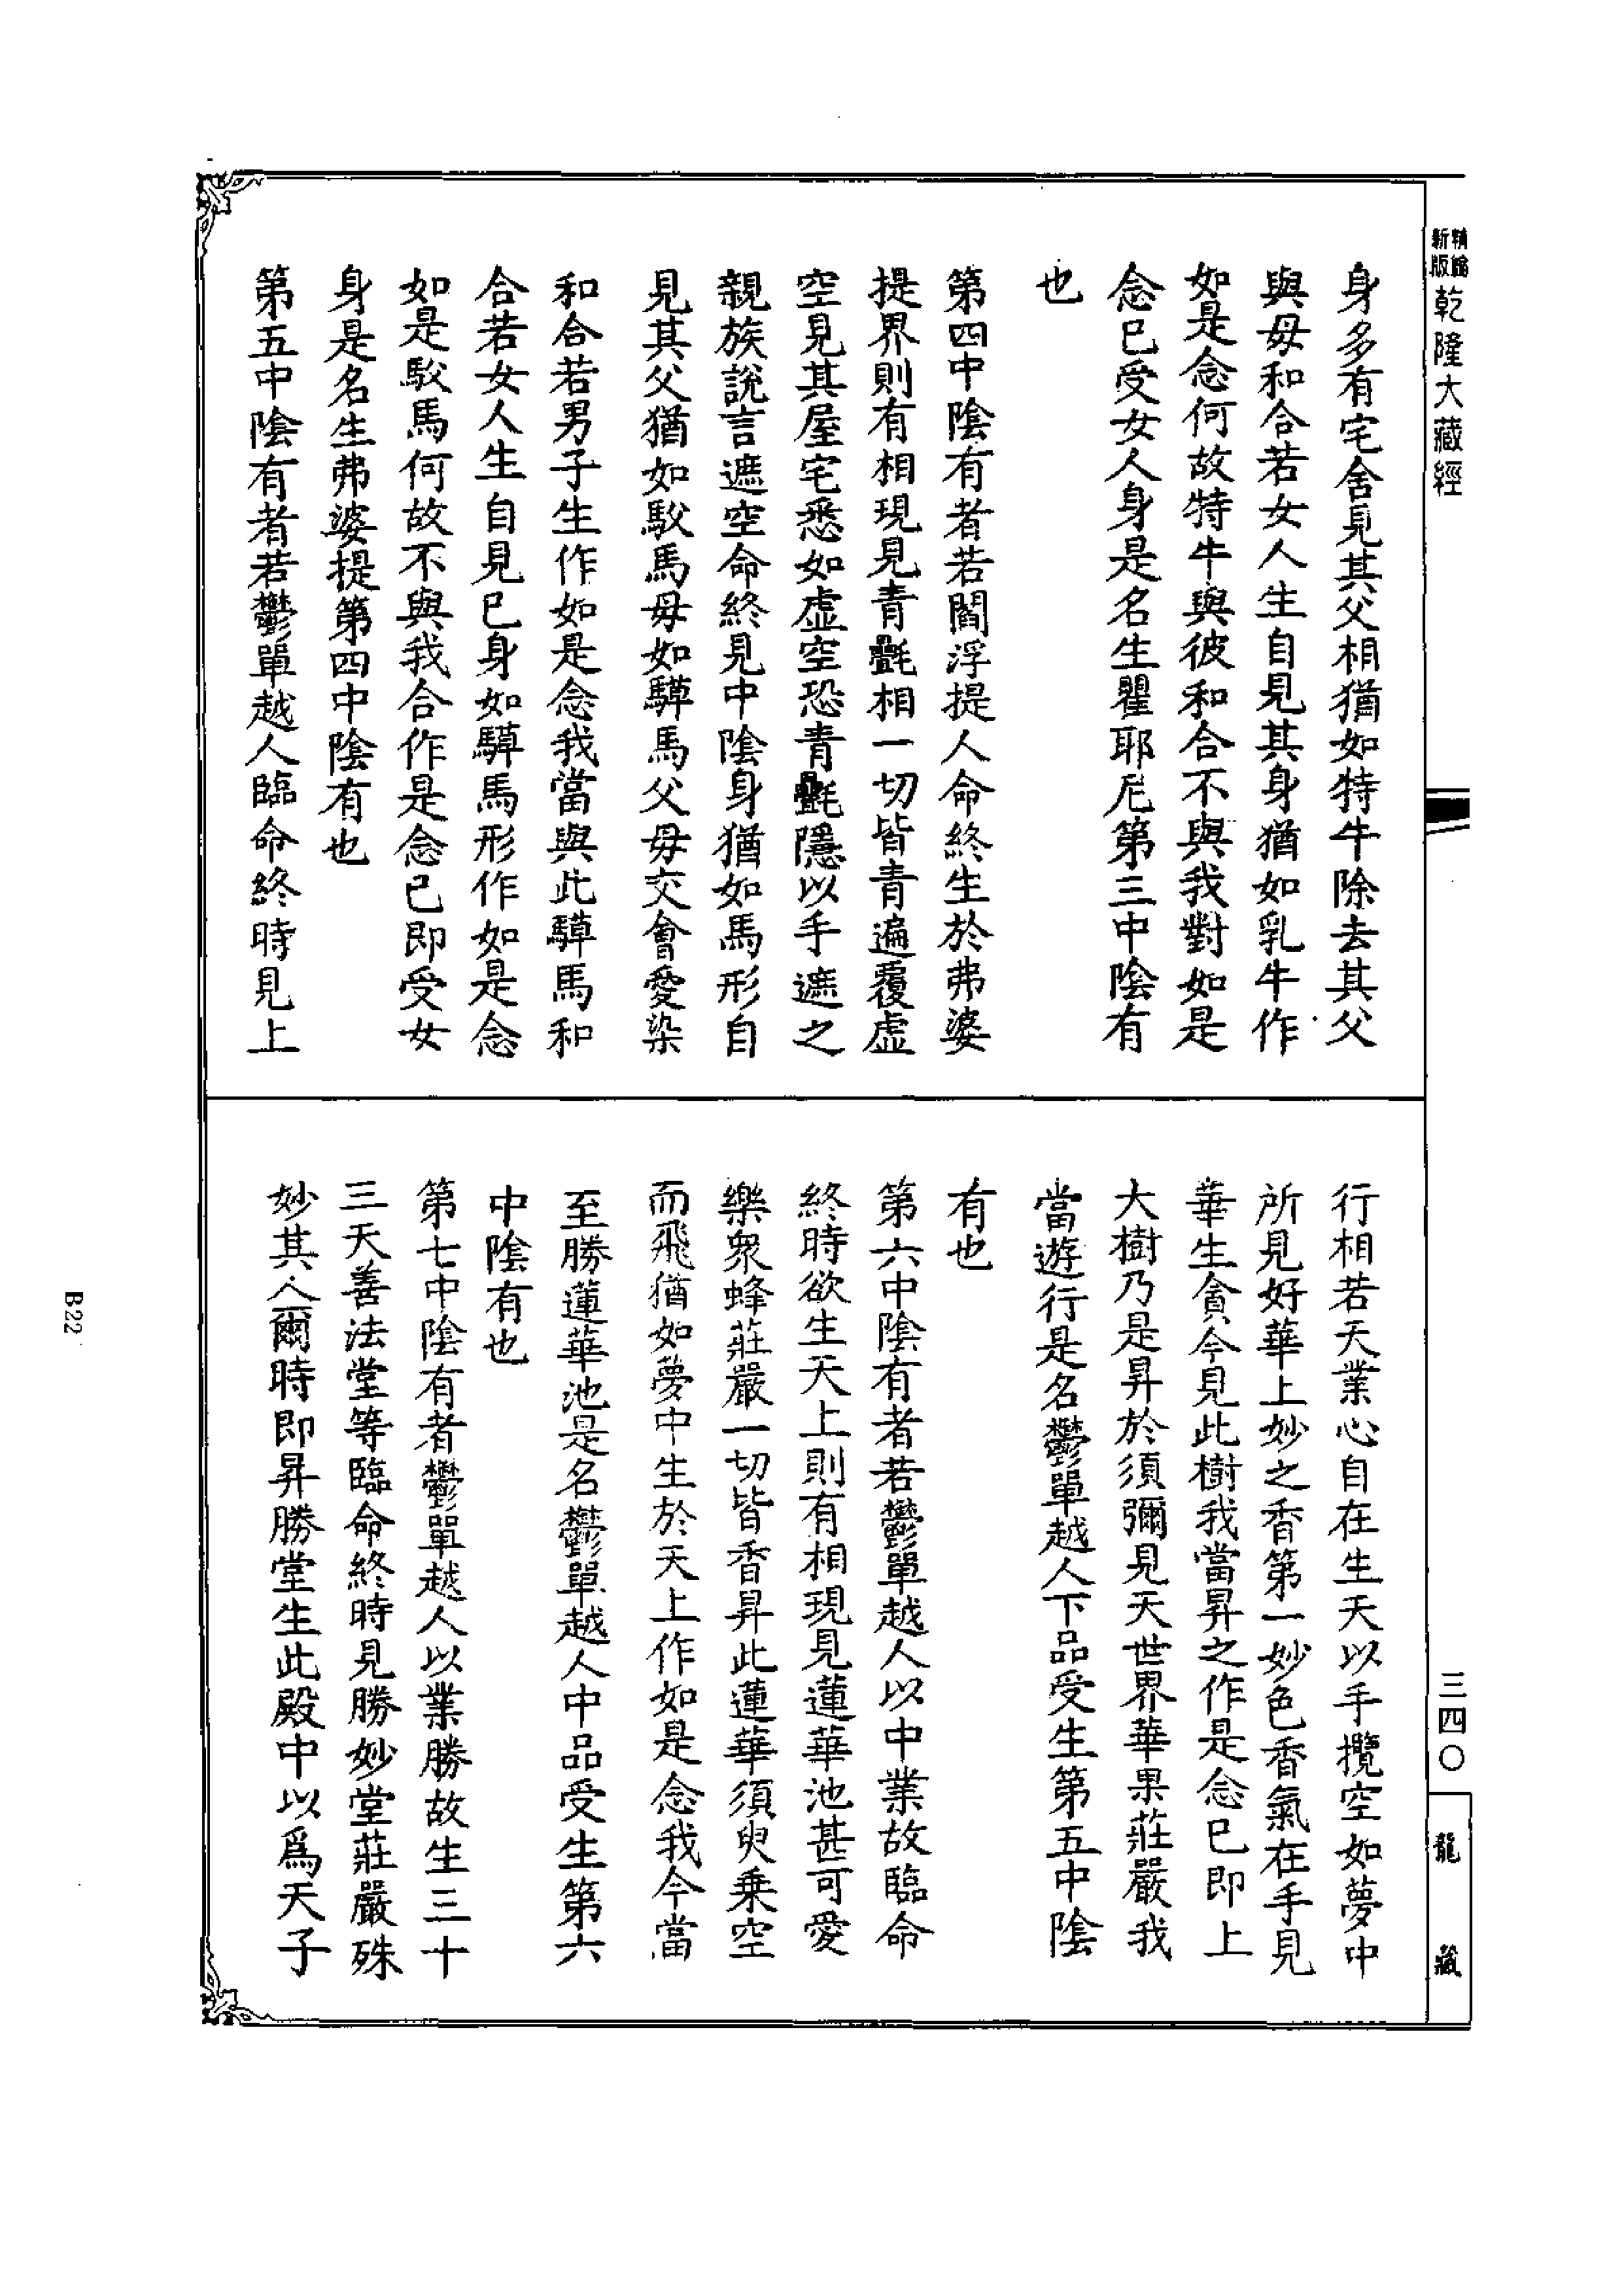 精縮
新版
乾隆大藏經
身多有宅舍見其父相猶如特牛除去其父
與母和合若女人生自見其身猶如乳牛作
如是念何故特牛與彼和合不與我對如是
念已受女人身是名生瞿耶尼第三中陰有
也
第四中陰有者若閻浮提人命終生於弗婆
提界則有相現見青㲲相一切皆青遍覆虛
空見其屋宅悉如虛空恐青㲲隱以手遮之
親族說言遮空命終見中陰身猶如馬形自
見其父猶如駮馬母如騲馬父母交會愛染
和合若男子生作如是念我當與此騲馬和
合若女人生自見已身如騲馬形作如是念
如是駮馬何故不與我合作是念已即受女
身是名生弗婆提第四中陰有也
第五中陰有者若鬱單越人臨命終時見上
行相若天業心自在生天以手攬空如夢中
所見好華上妙之香第一妙色香氣在手見
華生貪今見此樹我當昇之作是念已即上
大樹乃是昇於須彌見天世界華果莊嚴我
當遊行是名鬱單越人下品受生第五中陰
有也
第六中陰有者若鬱單越人以中業故臨命
終時欲生天上則有相現見蓮華池甚可愛
樂衆蜂莊嚴一切皆香昇此蓮華須臾乗空
而飛猶如夢中生於天上作如是念我今當
至勝蓮華池是名鬱單越人中品受生第六
中陰有也
第七中陰有者鬱單越人以業勝故生三十
三天善法堂等臨命終時見勝妙堂莊嚴殊
妙其人爾時即昇勝堂生此殿中以爲天子
三四〇
龍藏
B22